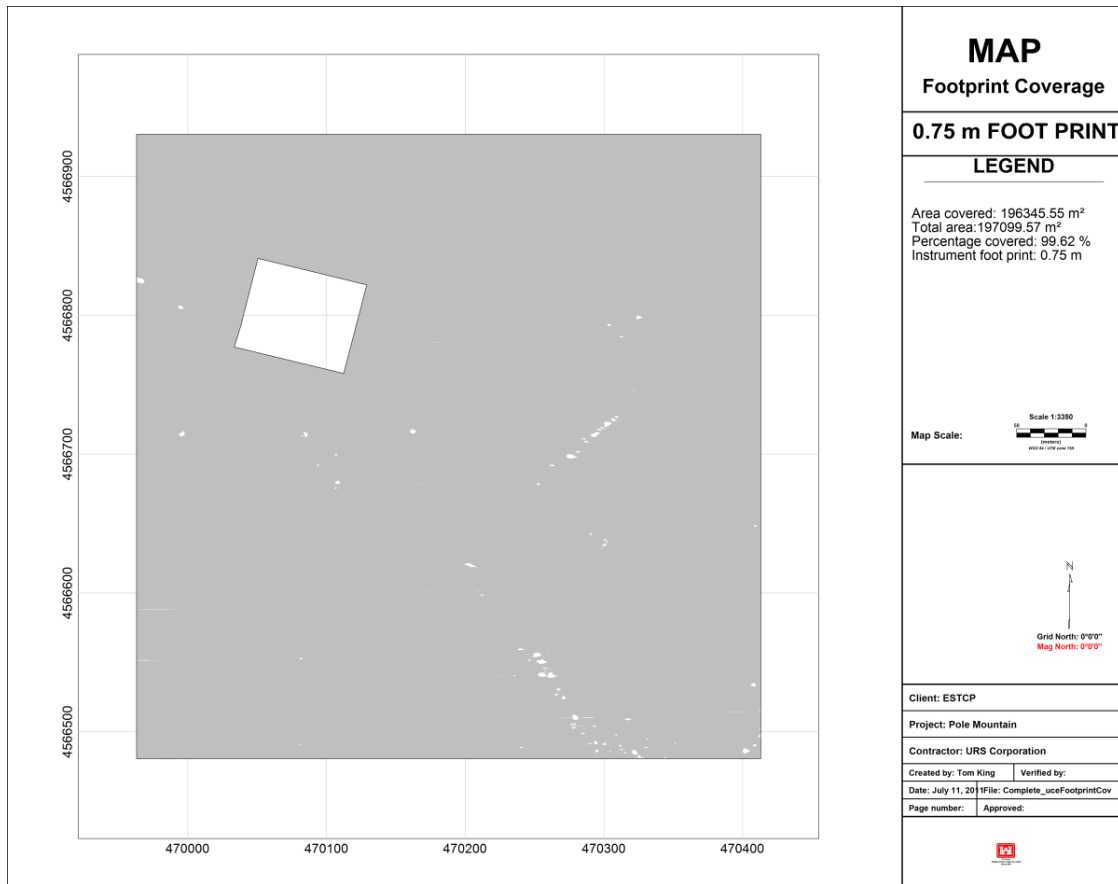 MAP
Footprint Coverage
0.75 m FOOT PRINT
LEGEND
Area covered: 196345.55 m²
Total area:197099.57 m²
Percentage covered: 99.62 %
Instrument foot print: 0.75 m
Scale 1:3350
Map Scale:
50 0
(meters)
N
Grid North: 0°0'0"
Mag North: 0°0'0"
Client: ESTCP
Project: Pole Mountain
Contractor: URS Corporation
Created by: Tom King Verified by:
Date: July 11, 2011 File: Complete_uceFootprintCov
Page number: Approved:
4566900
4566800
4566700
4566600
4566500
470000 470100 470200 470300 470400